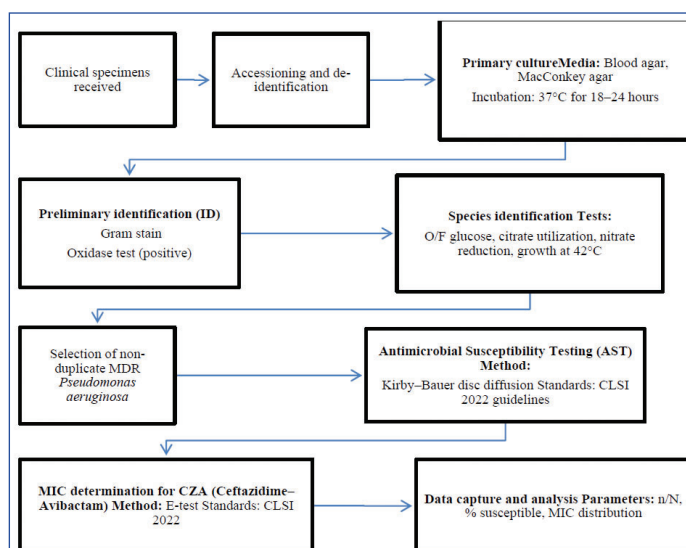 Clinical specimens
received
Accessioning and de-
identification
Primary cultureMedia: Blood agar,
MacConkey agar
Incubation: 37°C for 18–24 hours
Preliminary identification (ID)
Gram stain
Oxidase test (positive)
Species identification Tests:
O/F glucose, citrate utilization, nitrate
reduction, growth at 42°C
Selection of non-
duplicate MDR
Pseudomonas
aeruginosa
Antimicrobial Susceptibility Testing (AST)
Method:
Kirby–Bauer disc diffusion Standards: CLSI
2022 guidelines
MIC determination for CZA (Ceftazidime–
Avibactam) Method: E-test Standards: CLSI
2022
Data capture and analysis Parameters: n/N,
% susceptible, MIC distribution